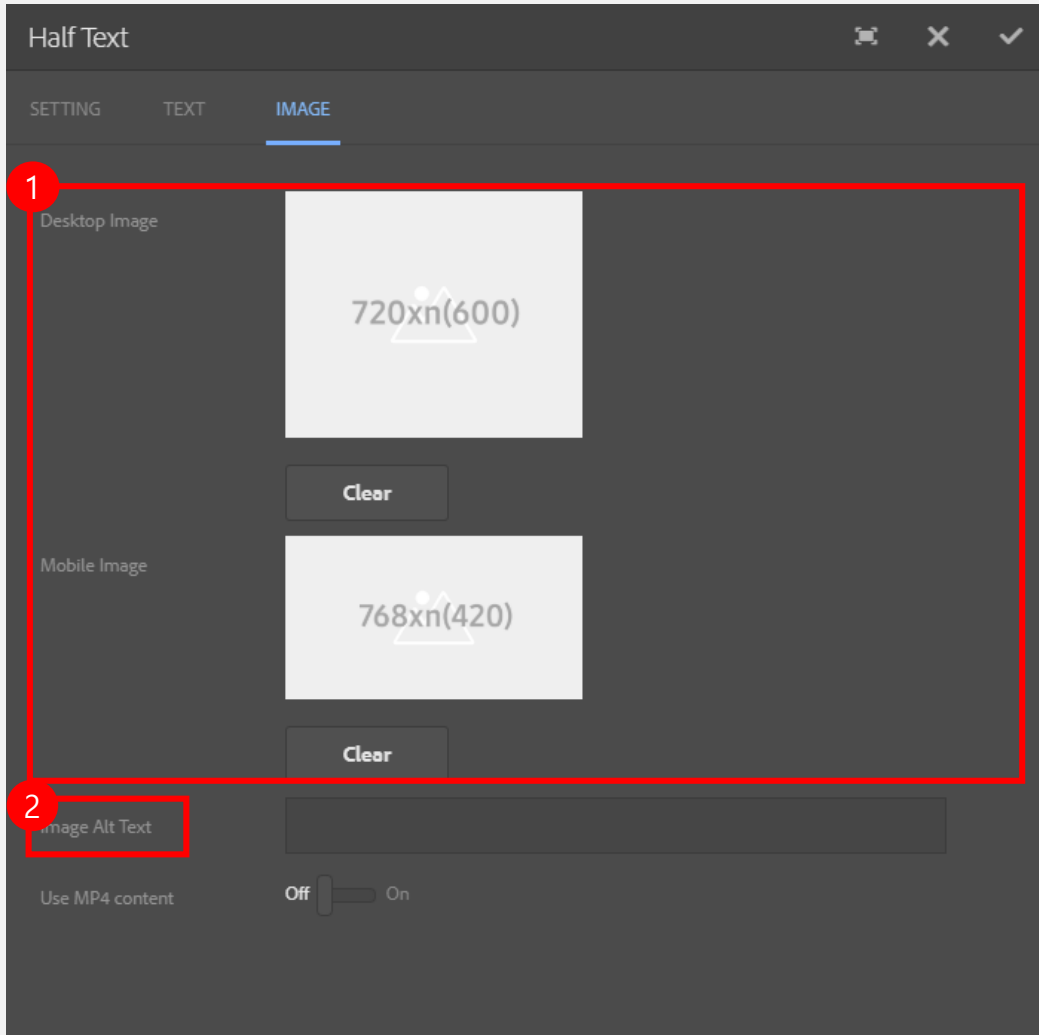 Half Text
SETTING TEXT IMAGE
1
Desktop Image
720xn(600)
Clear
Mobile Image
768xn(420)
Clear
2
Image Alt Text
Use MP4 content Off On